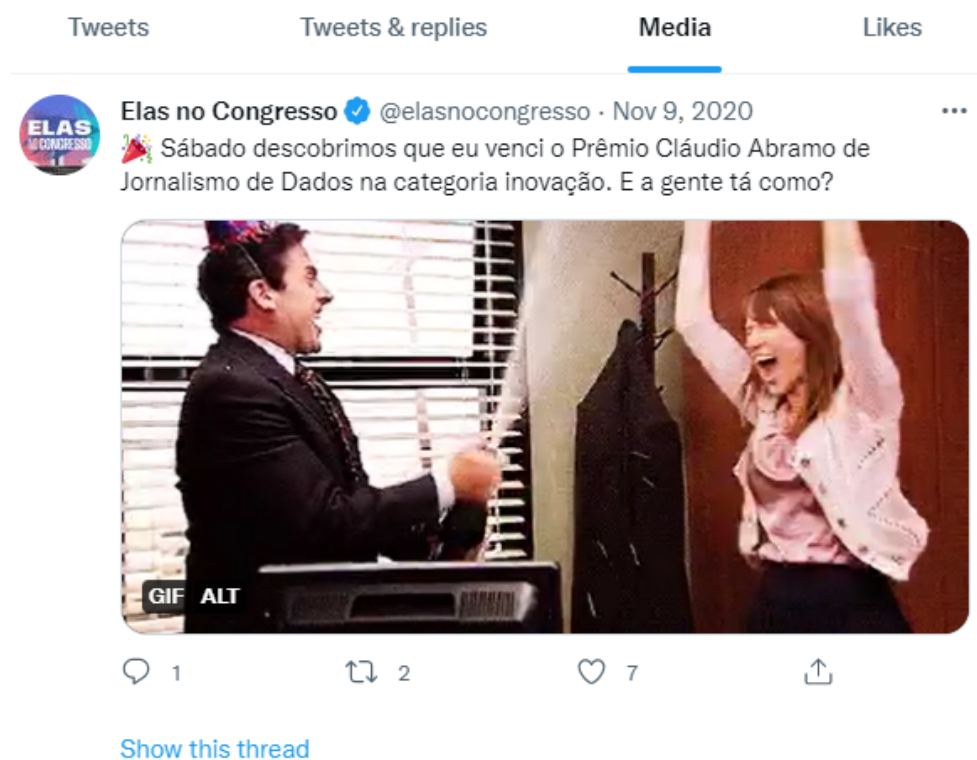 Tweets Tweets & replies Media Likes
ELAS
NO CONGRESSO
Elas no Congresso @elasnocongresso · Nov 9, 2020
🎉 Sábado descobrimos que eu venci o Prêmio Cláudio Abramo de
Jornalismo de Dados na categoria inovação. E a gente tá como?
GIF ALT
1 2 7
Show this thread